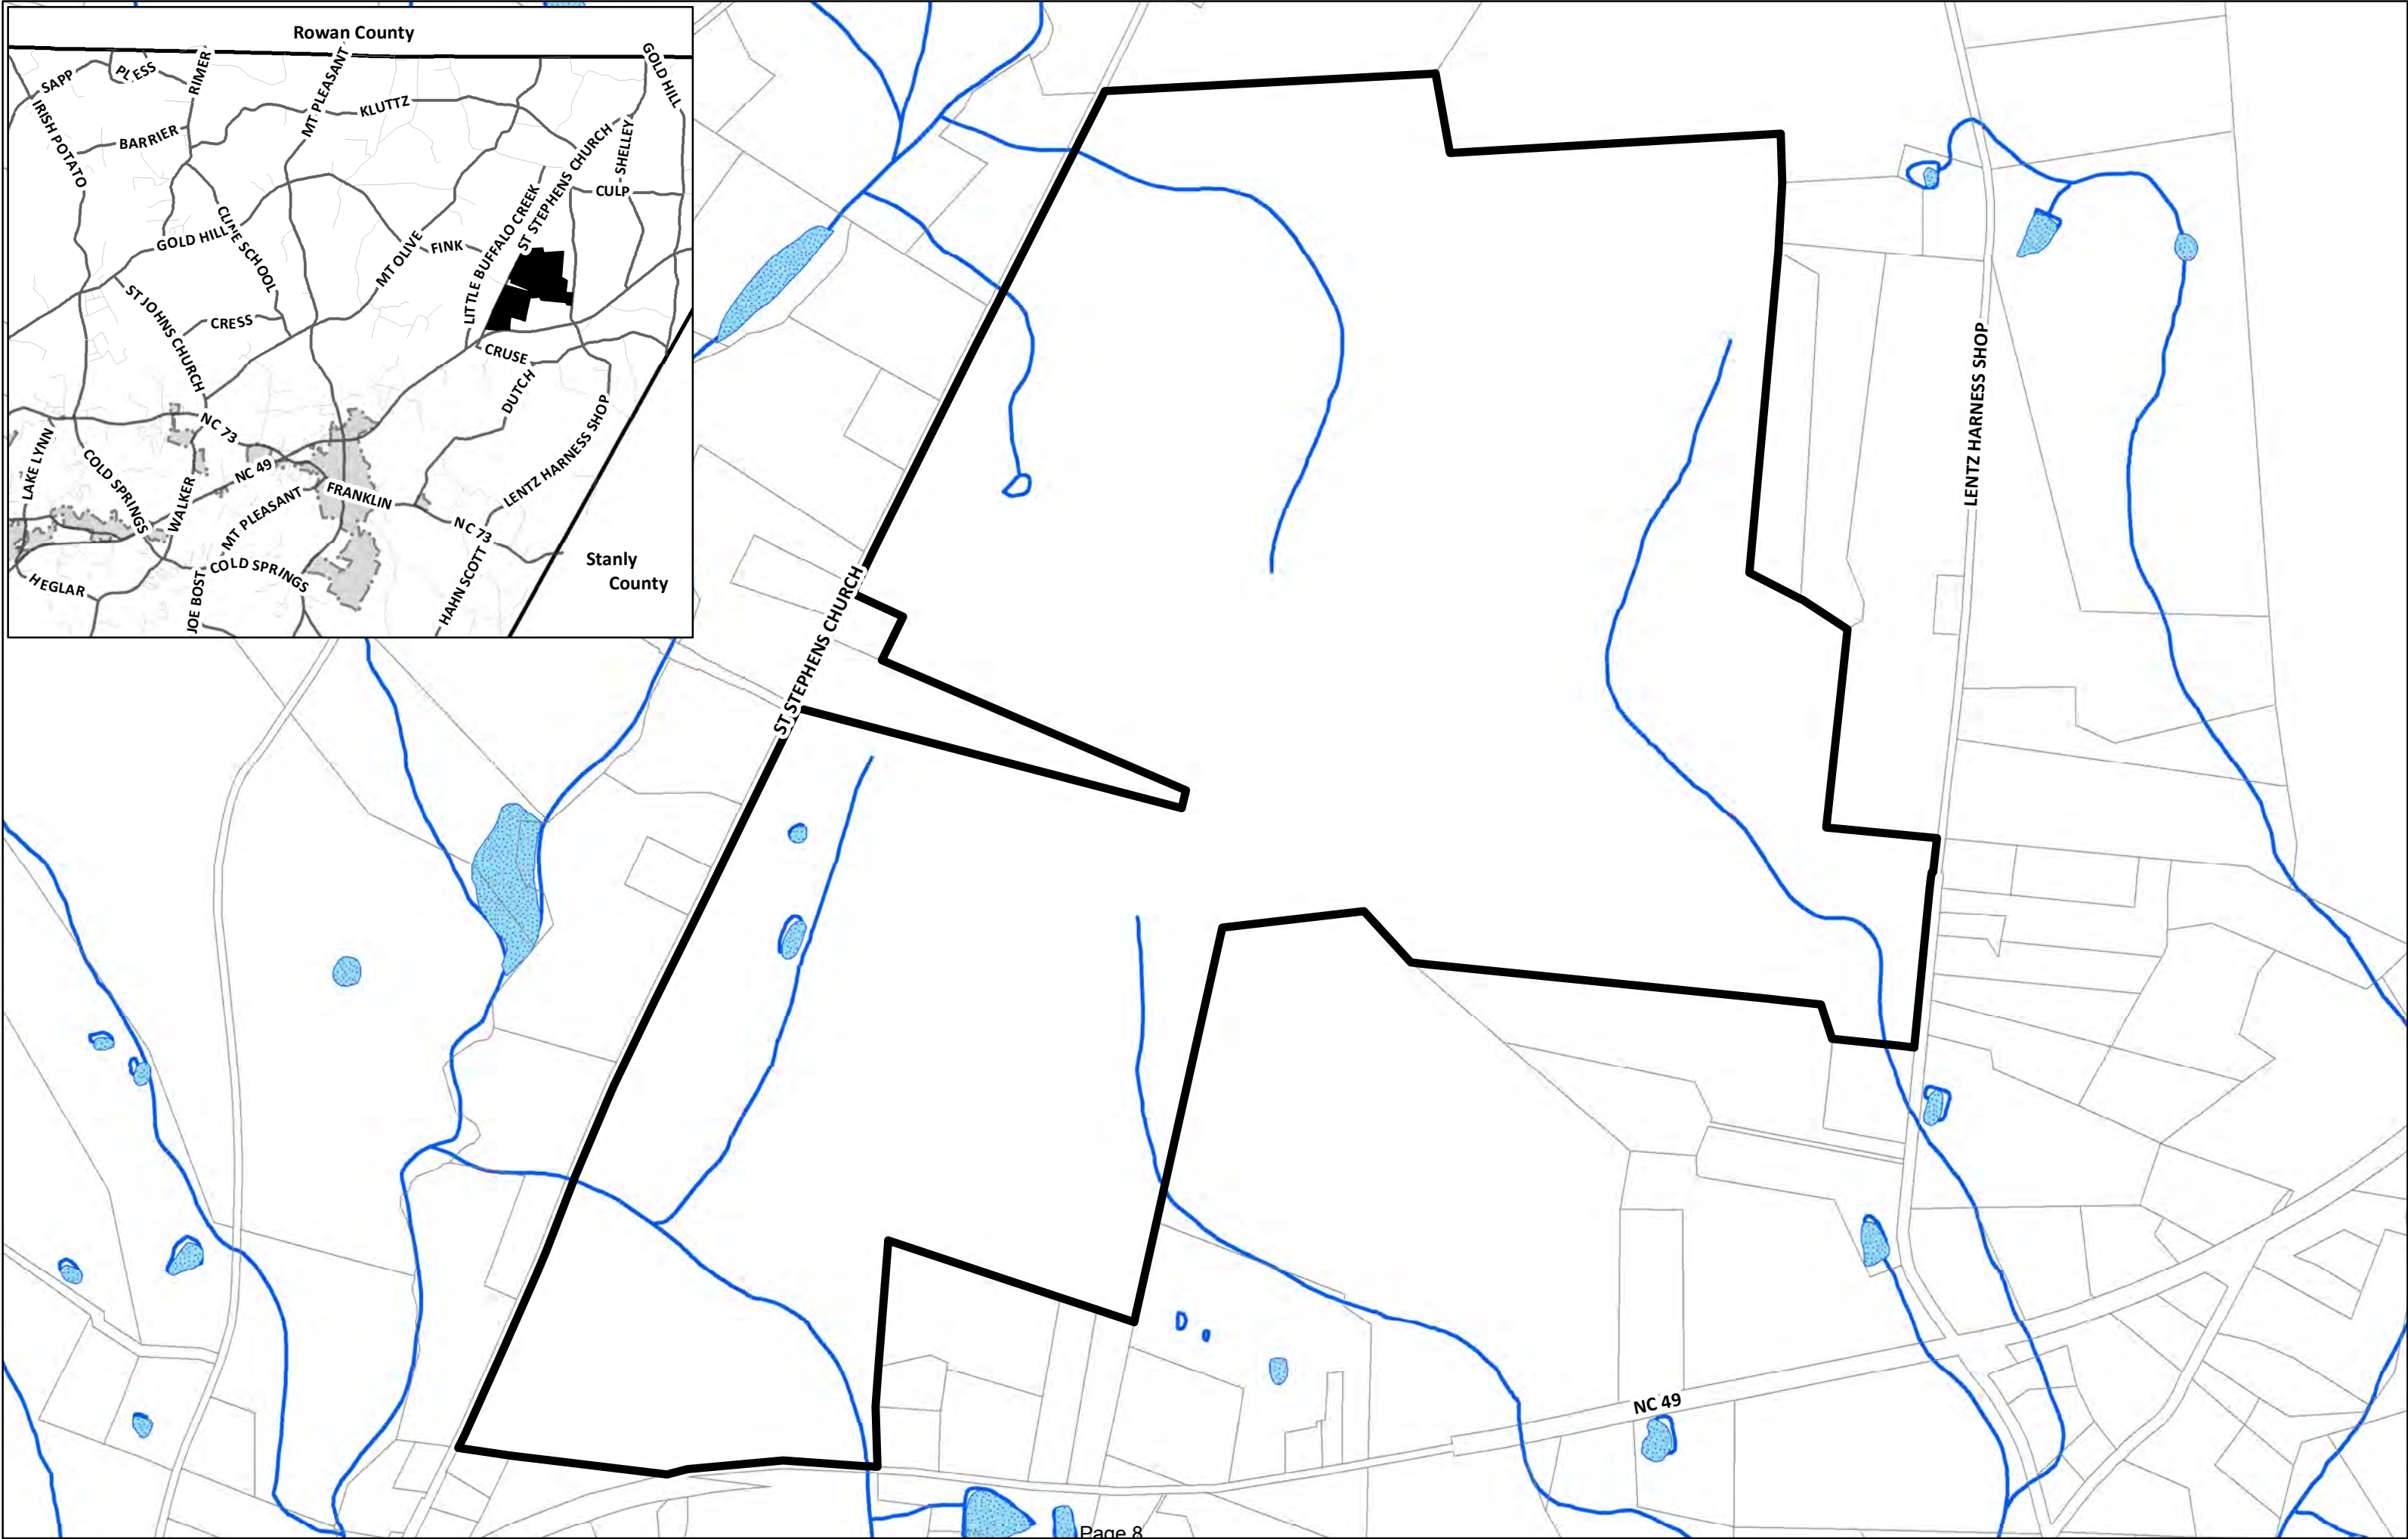 Rowan County
GOLD HILL
SAPP
PLESS
RIMER
MT PLEASANT
KLUTTZ
IRISH POTATO
BARRIER
ST STEPHENS CHURCH
SHELLEY
CULP
LITTLE BUFFALO CREEK
CLINE SCHOOL
GOLD HILL
MT OLIVE
FINK
ST JOHNS CHURCH
CRESS
CRUSE
DUTCH
LENTZ HARNESS SHOP
NC 73
LAKE LYNN
COLD SPRINGS
WALKER
NC 49
MT PLEASANT
FRANKLIN
NC 73
HEGLAR
JOE BOST
COLD SPRINGS
HAHN SCOTT
Stanly
County
LENTZ HARNESS SHOP
ST STEPHENS CHURCH
NC 49
Page 8